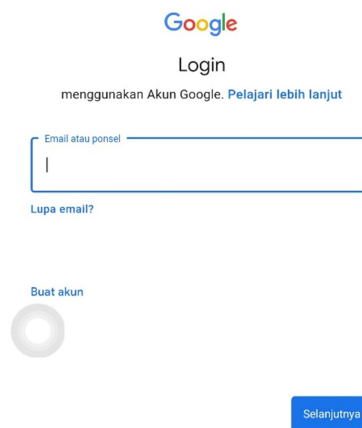 Google
Login
menggunakan Akun Google. Pelajari lebih lanjut
Email atau ponsel
Lupa email?
Buat akun
Selanjutnya